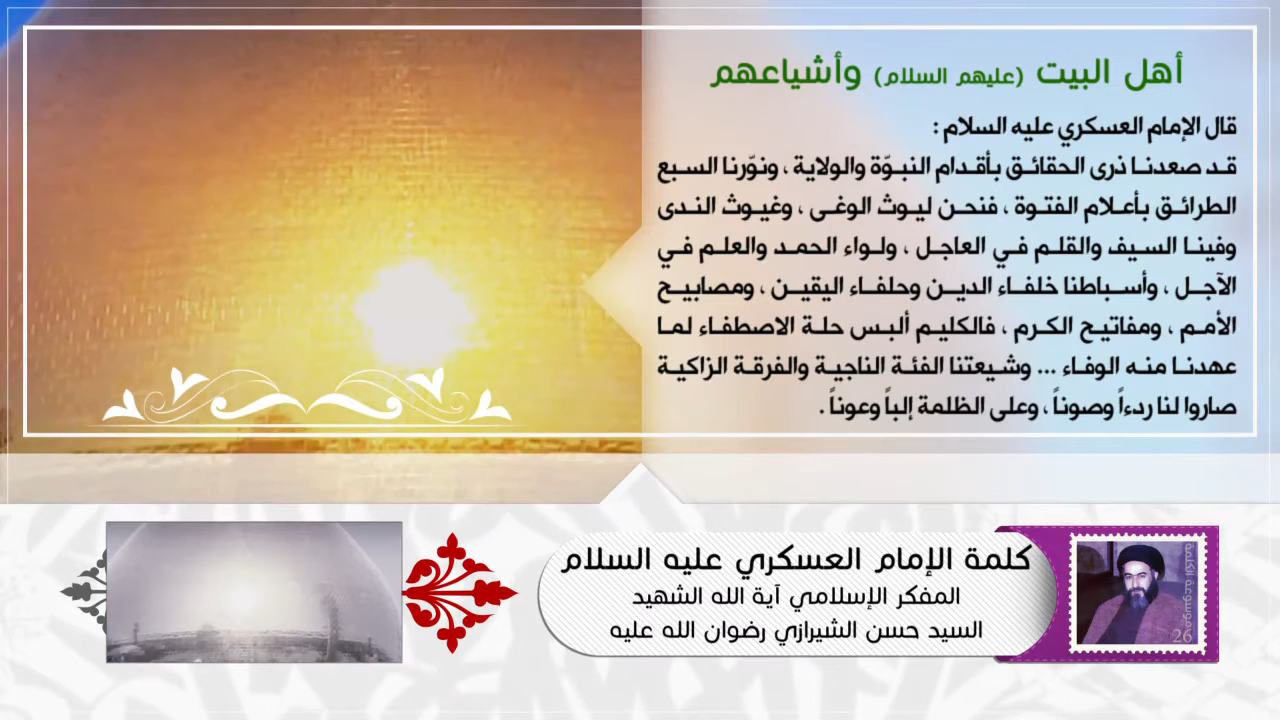 أهل البيت (عليهم السلام) وأشياعهم
قال الإمام العسكري عليه السلام :
قد صعدنا ذرى الحقائق بأقدام النبوّة والولاية ، ونوّرنا السبع
الطرائق بأعلام الفتوة ، فنحن ليوث الوغى ، وغيوث الندى
وفينا السيف والقلم في العاجل ، ولواء الحمد والعلم في
الآجل ، وأسباطنا خلفاء الدين وحلفاء اليقين ، ومصابيح
الأمم ، ومفاتيح الكرم ، فالكليم ألبس حلة الاصطفاء لما
عهدنا منه الوفاء ... وشيعتنا الفئة الناجية والفرقة الزاكية
صاروا لنا ردءاً وصوناً ، وعلى الظلمة إلباً وعوناً .
كلمة الإمام العسكري عليه السلام
المفكر الإسلامي آية الله الشهيد
السيد حسن الشيرازي رضوان الله عليه
موسوعة الكلمة
26